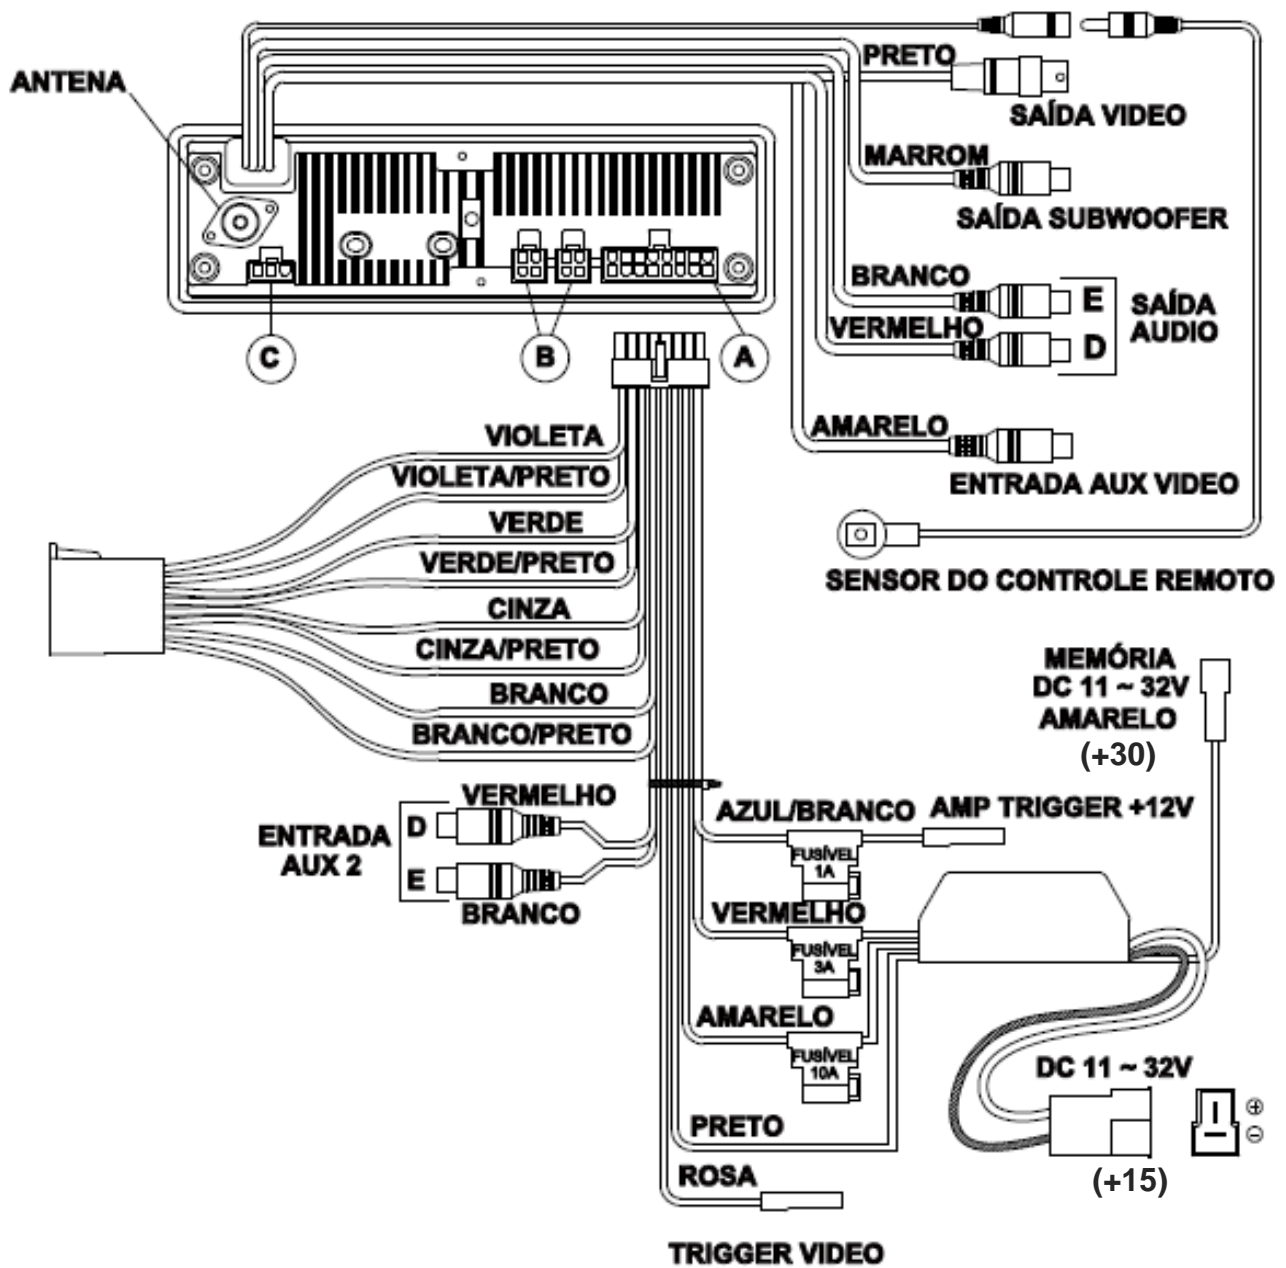 ANTENA
PRETO
SAÍDA VIDEO
MARROM
SAÍDA SUBWOOFER
BRANCO
E
VERMELHO
D
SAÍDA
AUDIO
C
B
A
AMARELO
ENTRADA AUX VIDEO
SENSOR DO CONTROLE REMOTO
VIOLETA
VIOLETA/PRETO
VERDE
VERDE/PRETO
CINZA
CINZA/PRETO
BRANCO
BRANCO/PRETO
MEMÓRIA
DC 11 ~ 32V
AMARELO
(+30)
VERMELHO
ENTRADA
AUX 2
D
E
BRANCO
AZUL/BRANCO
AMP TRIGGER +12V
FUSÍVEL
1A
VERMELHO
FUSÍVEL
3A
AMARELO
FUSÍVEL
10A
DC 11 ~ 32V
+
−
(+15)
PRETO
ROSA
TRIGGER VIDEO